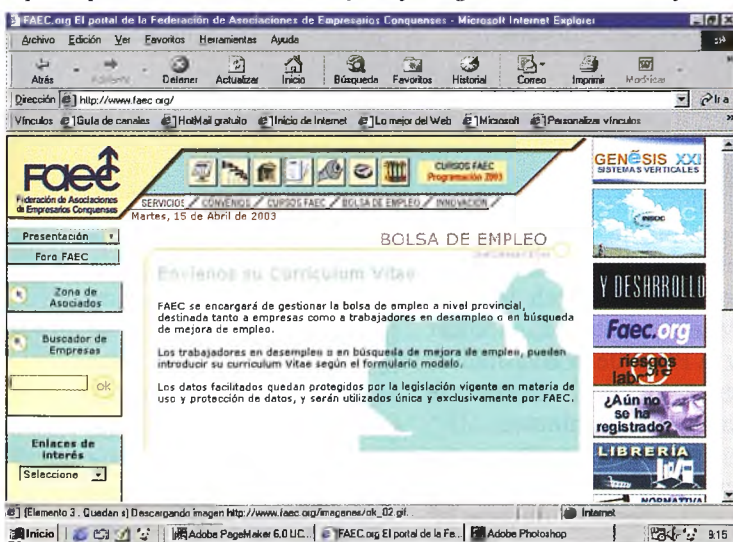 FAEC.org El portal de la Federación de Asociaciones de Empresarios Conquenses - Microsoft Internet Explorer
Archivo Edición Ver Favoritos Herramientas Ayuda
Atrás Detener Actualizar Inicio Búsqueda Favoritos Historial Correo Imprimir Modificar
Dirección http://www.faec.org/ Ir a
Vínculos Guía de canales HotMail gratuito Inicio de Internet Lo mejor del Web Microsoft Personalizar vínculos
Faec
Federación de Asociaciones
de Empresarios Conquenses
CURSOS FAEC
Programación 2003
SERVICIOS CONVENIOS CURSOS FAEC BOLSA DE EMPLEO INNOVACION
Martes, 15 de Abril de 2003
Presentación
Foro FAEC
Zona de
Asociados
Buscador de
Empresas
ok
Enlaces de
interés
Seleccione
BOLSA DE EMPLEO
Envíenos su Curriculum Vitae
FAEC se encargará de gestionar la bolsa de empleo a nivel provincial,
destinada tanto a empresas como a trabajadores en desempleo o en búsqueda
de mejora de empleo.
Los trabajadores en desempleo o en búsqueda de mejora de empleo, pueden
introducir su curriculum Vitae según el formulario modelo.
Los datos facilitados quedan protegidos por la legislación vigente en materia de
uso y protección de datos, y serán utilizados única y exclusivamente por FAEC.
GENESIS XXI
SISTEMAS VERTICALES
Y DESARROLLO
Faec.org
riesgos
¿Aún no
se ha
registrado?
LIBRERÍA
NORMATIVA
(Elemento 3. Quedan s) Descargando imagen http://www.faec.org/imagenes/ok_02.gif.. Internet
Inicio Adobe PageMaker 6.0 UC... FAEC.org El portal de la Fe... Adobe Photoshop 9:15